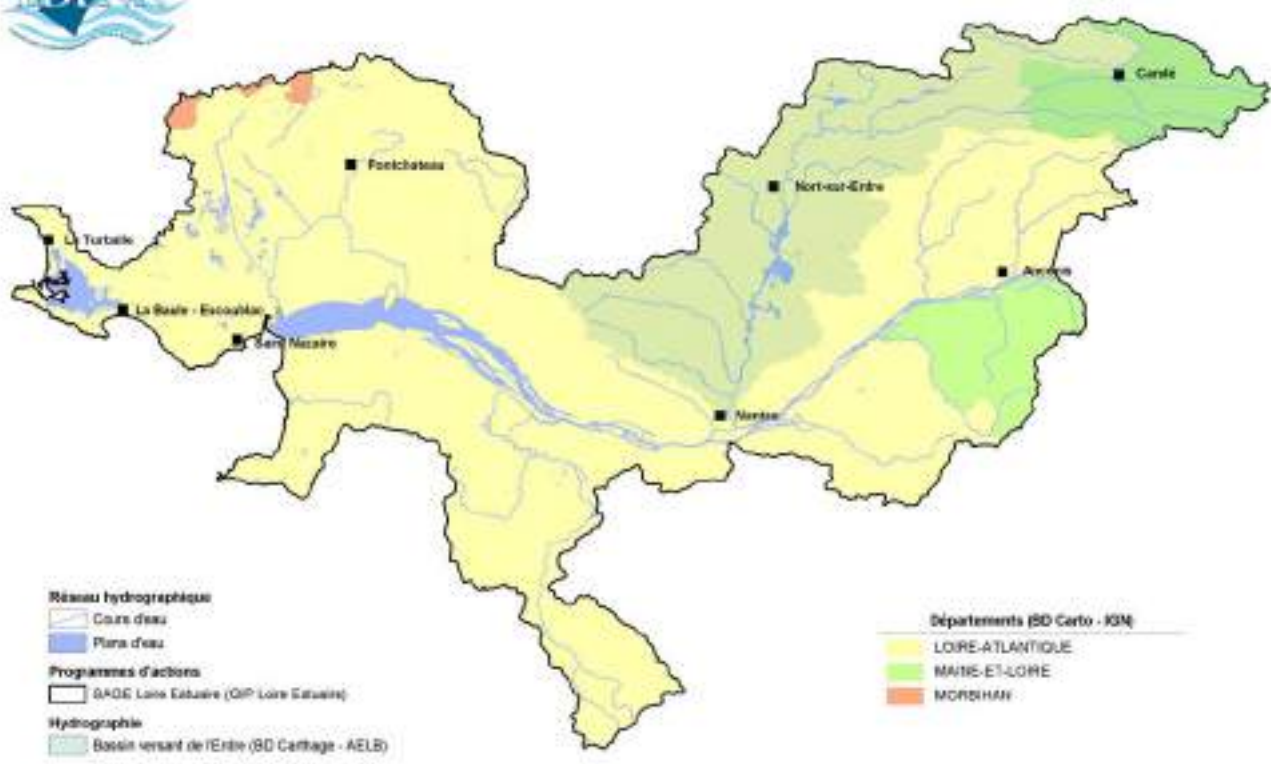 Candé
Pontchateau
Nort-sur-Erdre
La Turballe
Ancenis
La Baule - Escoublac
Saint Nazaire
Nantes
Réseau hydrographique
Cours d'eau
Plans d'eau
Programmes d'actions
SAGE Loire Estuaire (GIP Loire Estuaire)
Hydrographie
Bassin versant de l'Erdre (BD Carthage - AELB)
Départements (BD Carto - IGN)
LOIRE-ATLANTIQUE
MAINE-ET-LOIRE
MORBIHAN